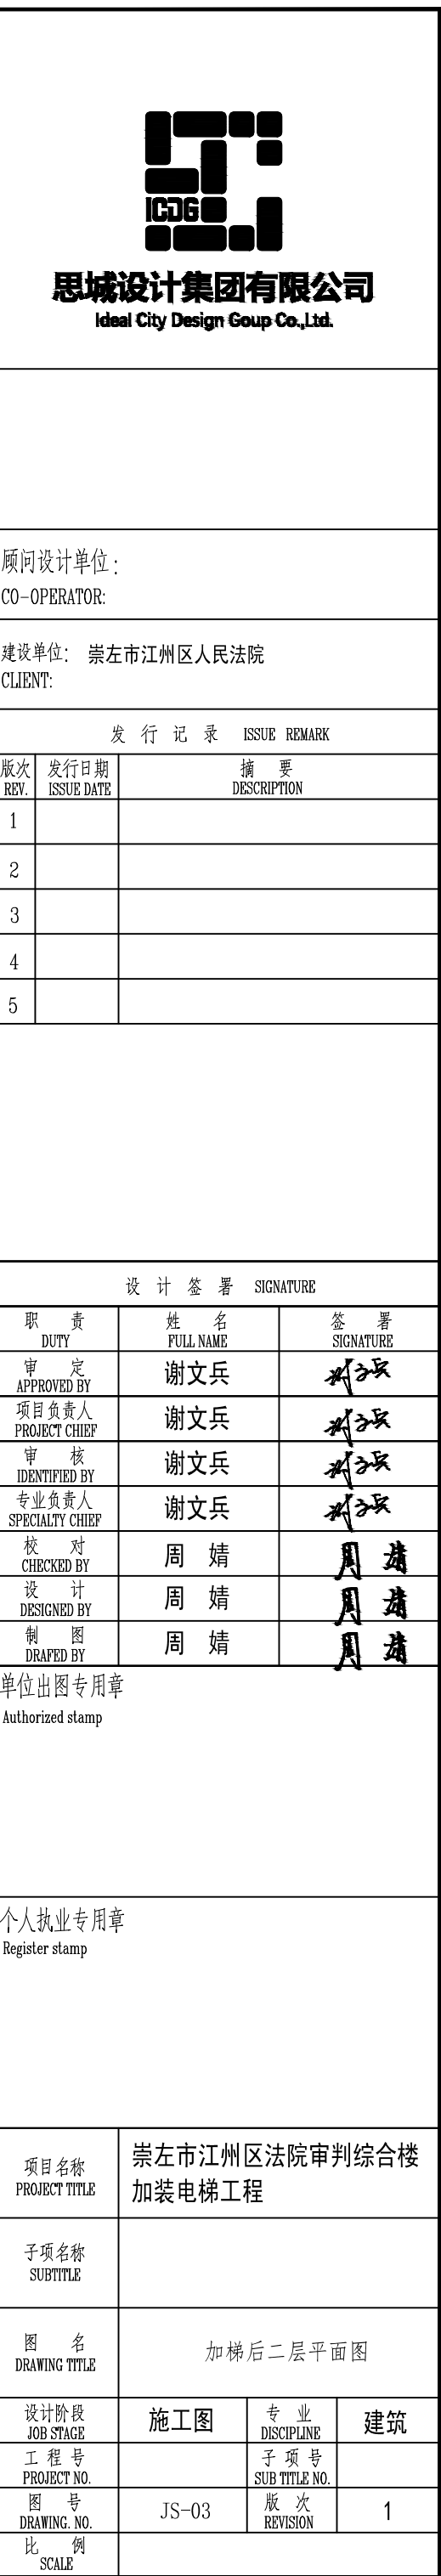 ICDG
思城设计集团有限公司
Ideal City Design Goup Co.,Ltd.
顾问设计单位:
CO-OPERATOR:
建设单位: 崇左市江州区人民法院
CLIENT:
发 行 记 录 ISSUE REMARK
版次 发行日期 摘 要
REV. ISSUE DATE DESCRIPTION
1
2
3
4
5
设 计 签 署 SIGNATURE
职 责 姓 名 签 署
DUTY FULL NAME SIGNATURE
审 定 谢文兵 谢文兵
APPROVED BY
项目负责人 谢文兵 谢文兵
PROJECT CHIEF
审 核 谢文兵 谢文兵
IDENTIFIED BY
专业负责人 谢文兵 谢文兵
SPECIALTY CHIEF
校 对 周 婧 周 婧
CHECKED BY
设 计 周 婧 周 婧
DESIGNED BY
制 图 周 婧 周 婧
DRAFED BY
单位出图专用章
Authorized stamp
个人执业专用章
Register stamp
项目名称 崇左市江州区法院审判综合楼
PROJECT TITLE 加装电梯工程
子项名称
SUBTITLE
图 名 加梯后二层平面图
DRAWING TITLE
设计阶段 施工图 专 业 建筑
JOB STAGE DISCIPLINE
工 程 号 子 项 号
PROJECT NO. SUB TITLE NO.
图 号 JS-03 版 次 1
DRAWING. NO. REVISION
比 例
SCALE